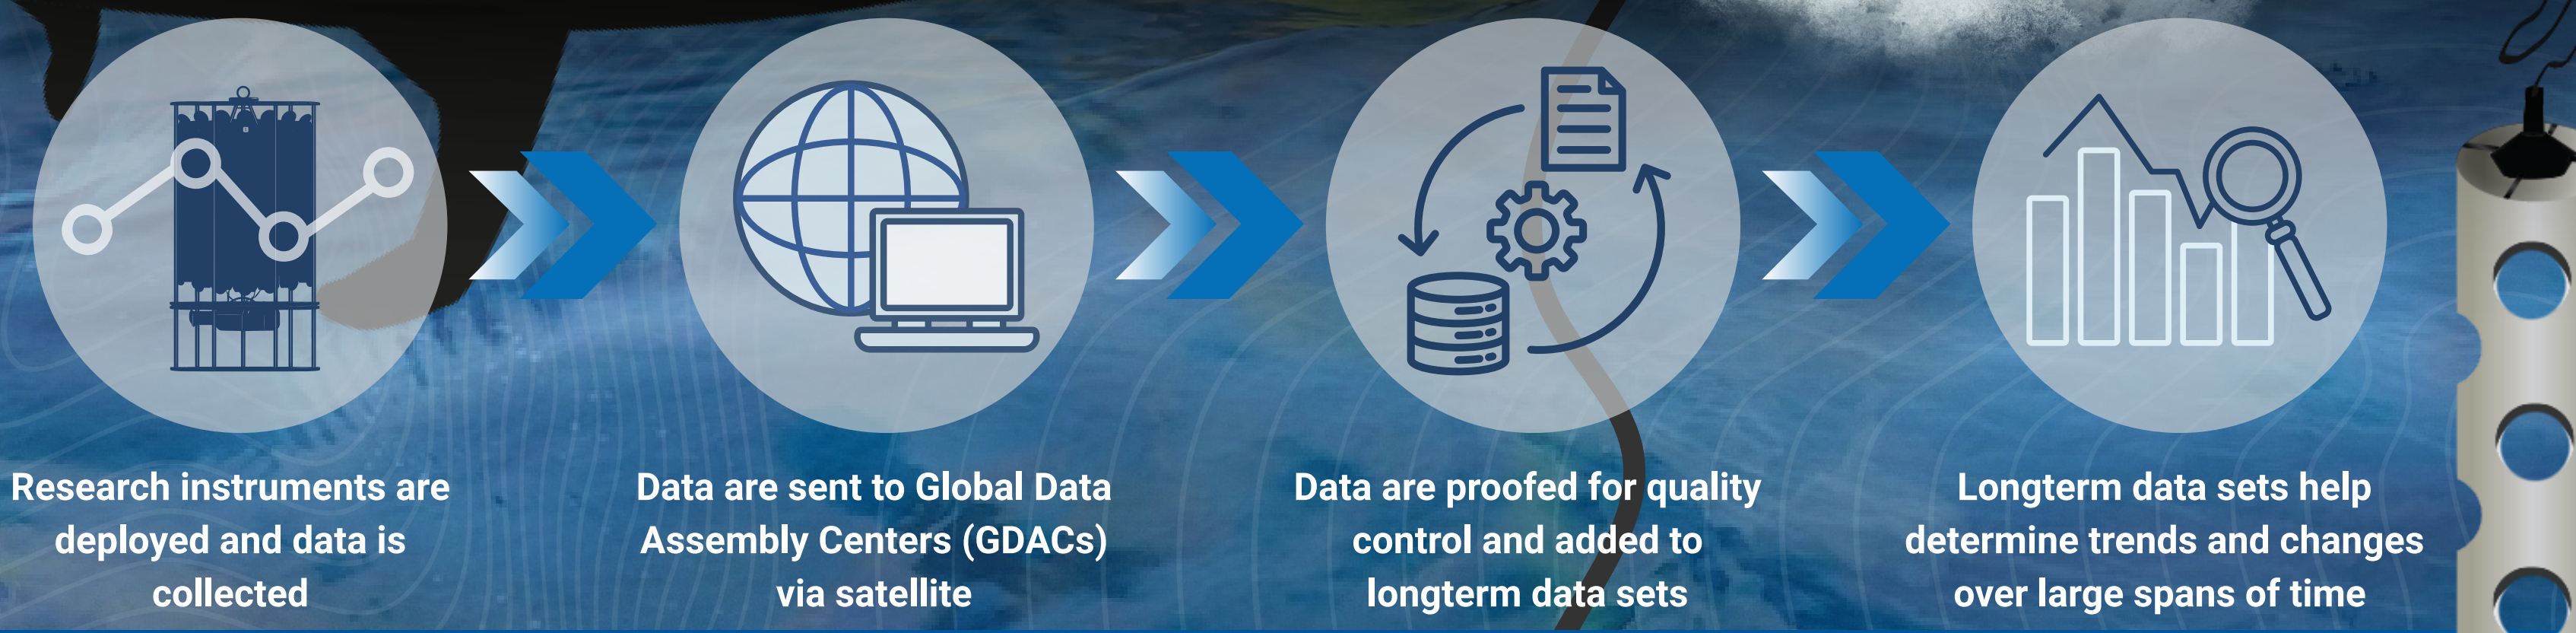 Research instruments are
deployed and data is
collected
Data are sent to Global Data
Assembly Centers (GDACs)
via satellite
Data are proofed for quality
control and added to
longterm data sets
Longterm data sets help
determine trends and changes
over large spans of time